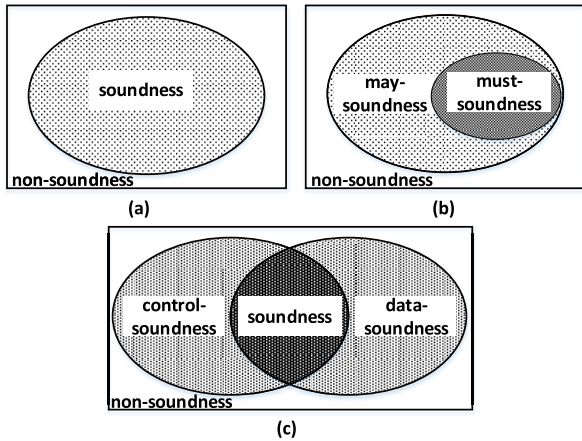 soundness
non-soundness
(a)
may-
soundness
must-
soundness
non-soundness
(b)
control-
soundness
soundness
data-
soundness
non-soundness
(c)